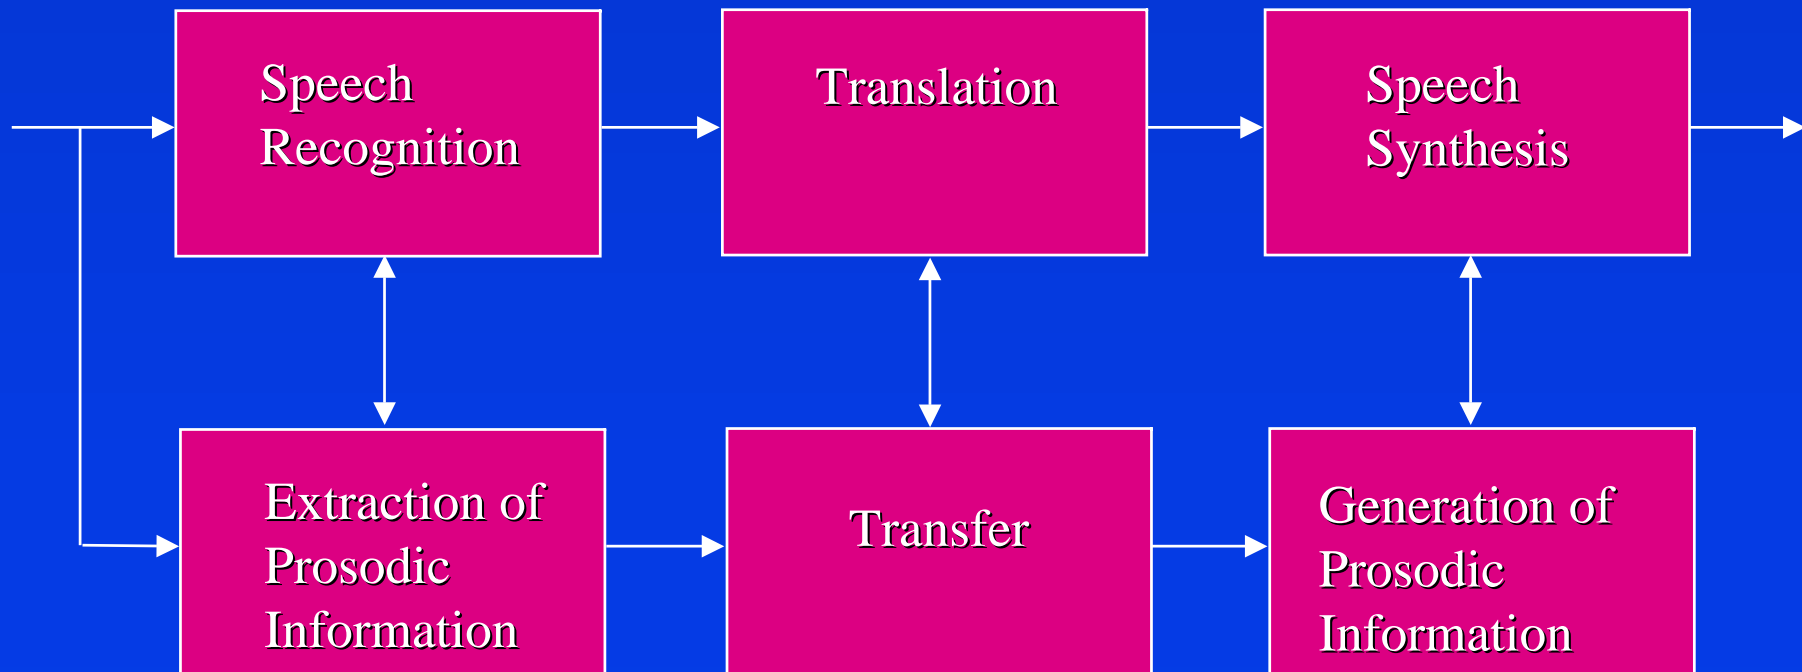 Speech
Recognition
Translation
Speech
Synthesis
Extraction of
Prosodic
Information
Transfer
Generation of
Prosodic
Information